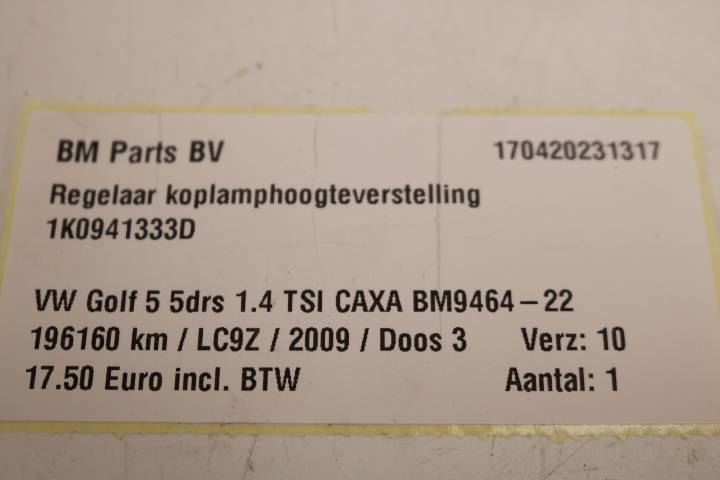 BM Parts BV 170420231317
Regelaar koplamphoogteverstelling
1K0941333D
VW Golf 5 5drs 1.4 TSI CAXA BM9464-22
196160 km / LC9Z / 2009 / Doos 3 Verz: 10
17.50 Euro incl. BTW Aantal: 1